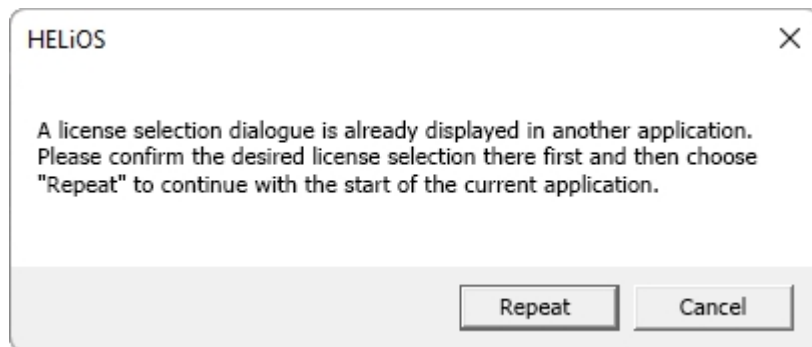 HELiOS
A license selection dialogue is already displayed in another application.
Please confirm the desired license selection there first and then choose
"Repeat" to continue with the start of the current application.
Repeat Cancel